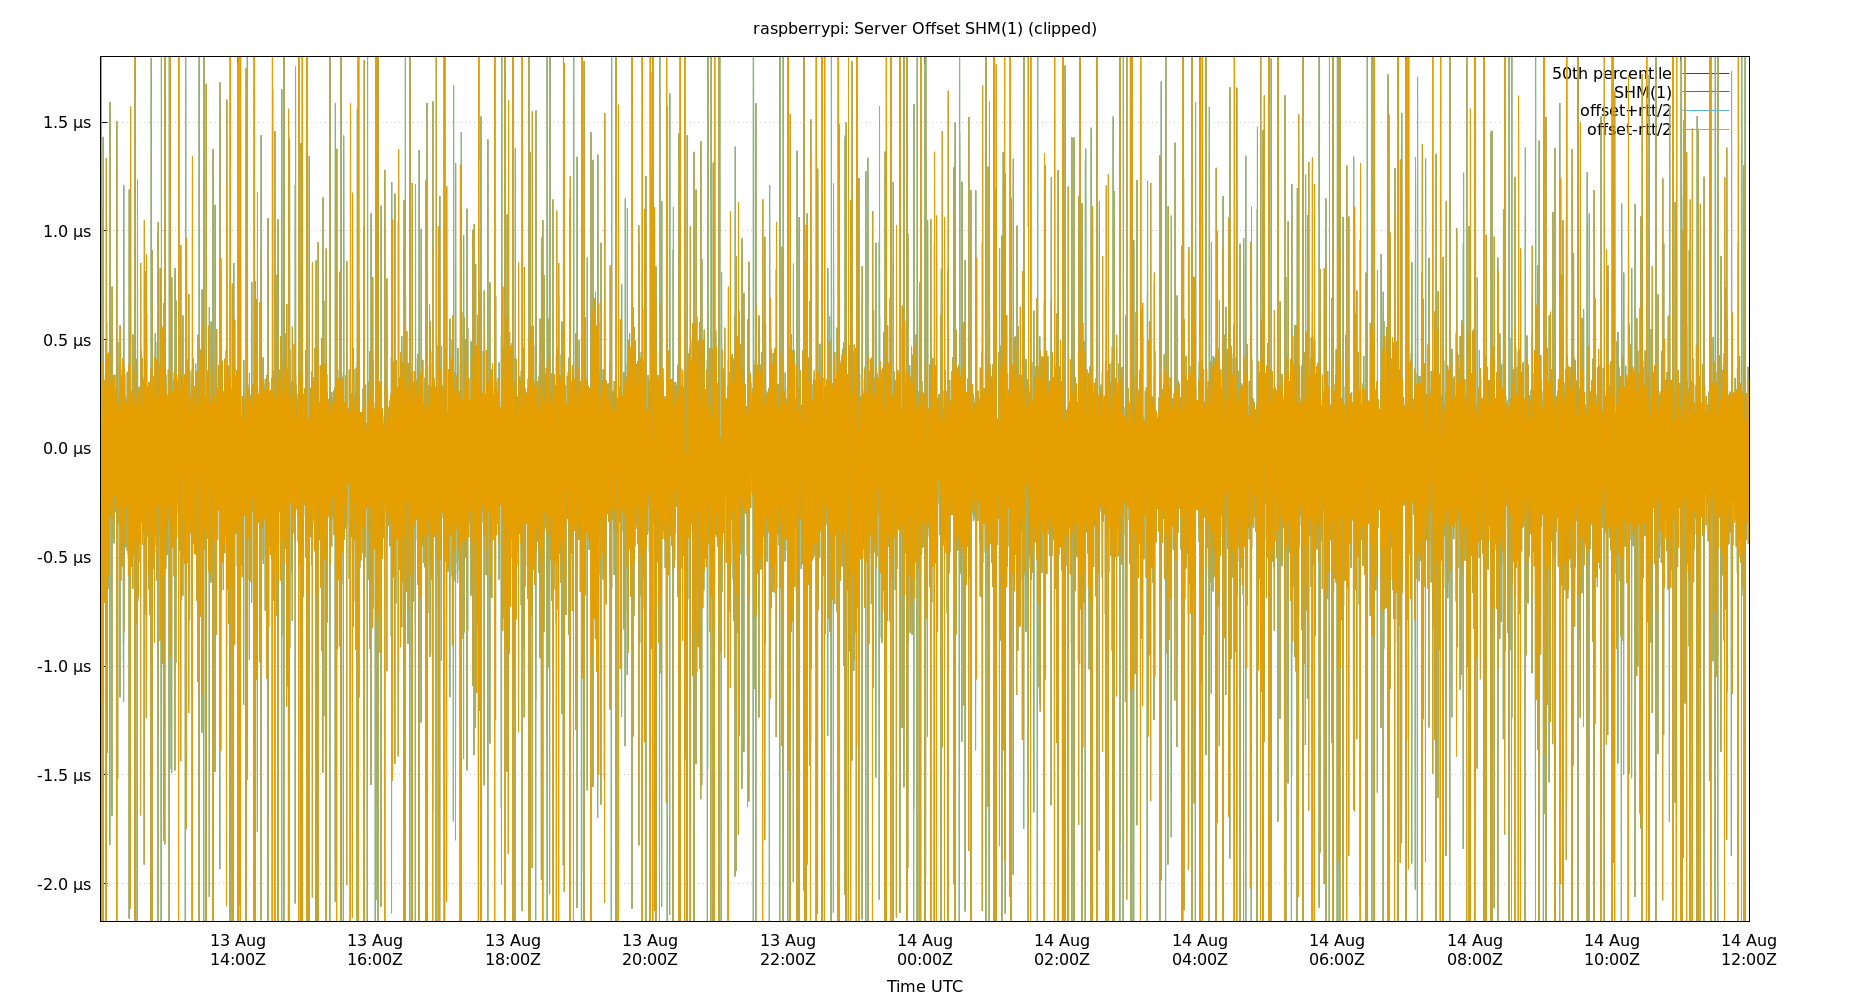 raspberrypi: Server Offset SHM(1) (clipped)
50th percentile
SHM(1)
offset+rtt/2
offset-rtt/2
1.5 µs
1.0 µs
0.5 µs
0.0 µs
-0.5 µs
-1.0 µs
-1.5 µs
-2.0 µs
13 Aug 13 Aug 13 Aug 13 Aug 13 Aug 14 Aug 14 Aug 14 Aug 14 Aug 14 Aug 14 Aug 14 Aug
14:00Z 16:00Z 18:00Z 20:00Z 22:00Z 00:00Z 02:00Z 04:00Z 06:00Z 08:00Z 10:00Z 12:00Z
Time UTC